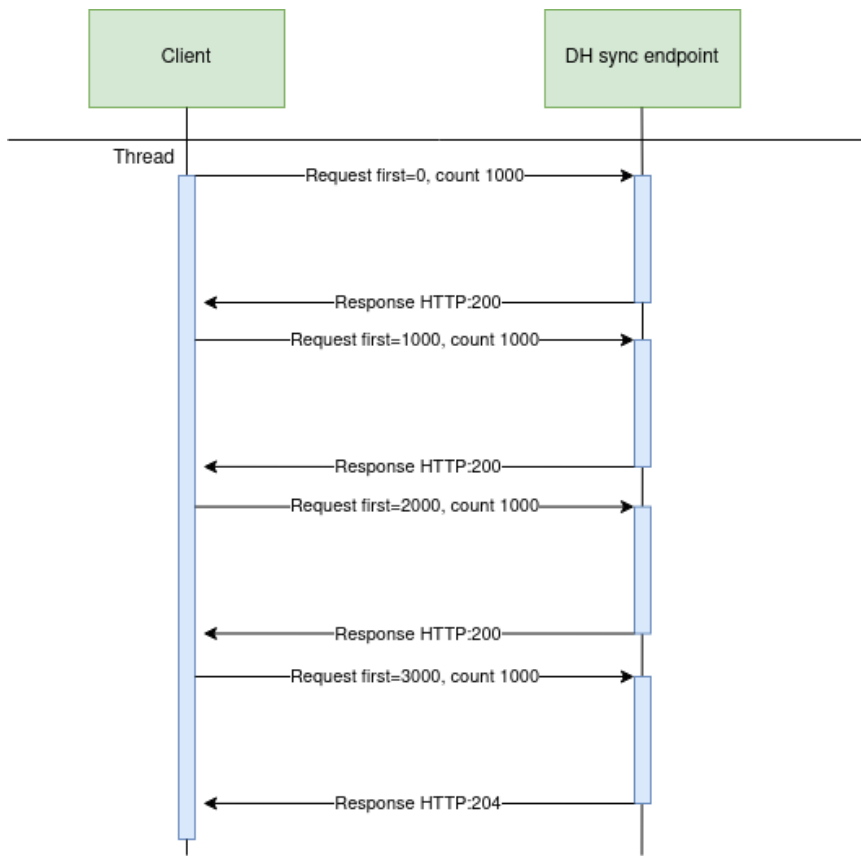 Client
DH sync endpoint
Thread
Request first=0, count 1000
Response HTTP:200
Request first=1000, count 1000
Response HTTP:200
Request first=2000, count 1000
Response HTTP:200
Request first=3000, count 1000
Response HTTP:204